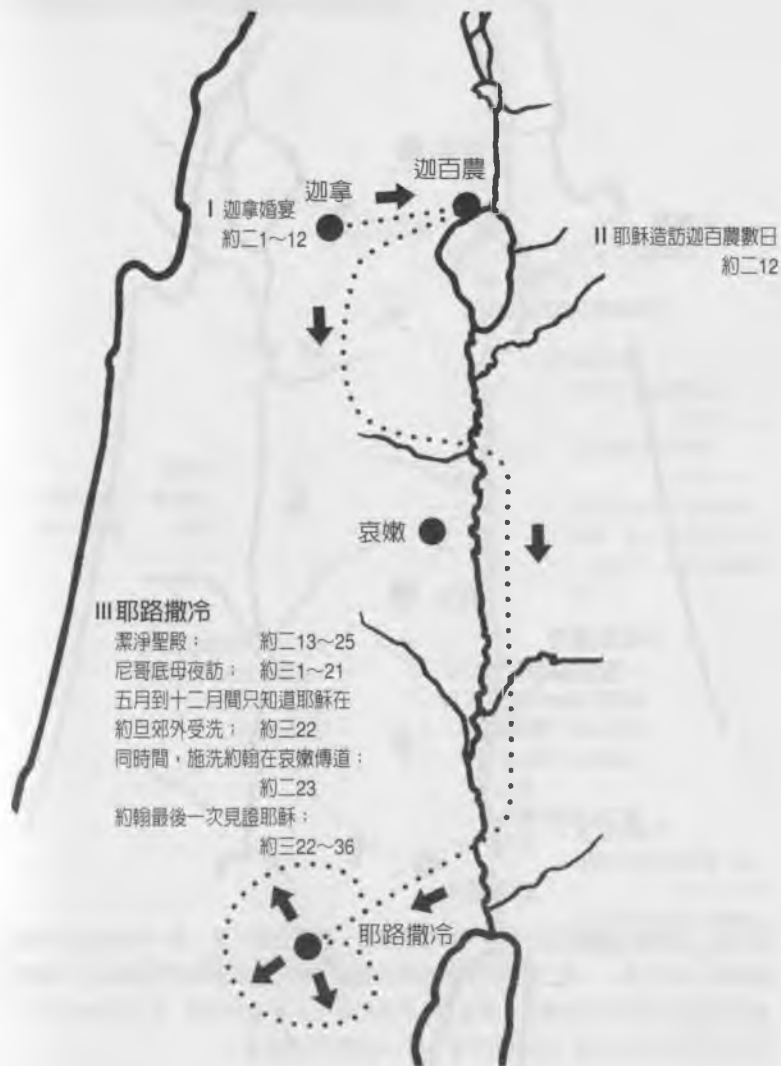 迦百農
迦拿
I 迦拿婚宴
約二1～12
II 耶穌造訪迦百農數日
約二12
哀嫩
III 耶路撒冷
潔淨聖殿： 約二13～25
尼哥底母夜訪； 約三1～21
五月到十二月間只知道耶穌在
約旦郊外受洗； 約三22
同時間，施洗約翰在哀嫩傳道：
約二23
約翰最後一次見證耶穌：
約三22～36
耶路撒冷